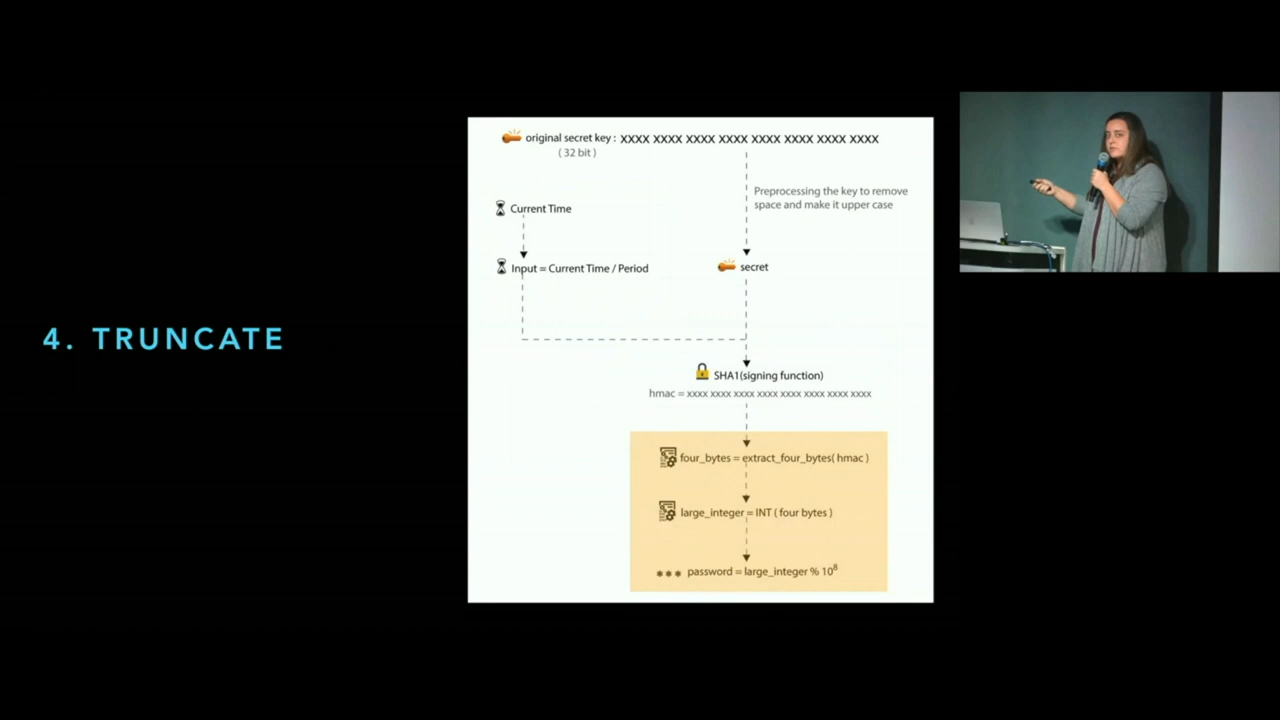 4. TRUNCATE
original secret key : XXXX XXXX XXXX XXXX XXXX XXXX XXXX XXXX
( 32 bit )
Preprocessing the key to remove
space and make it upper case
Current Time
Input = Current Time / Period
secret
SHA1(signing function)
hmac = xxxx xxxx xxxx xxxx xxxx xxxx xxxx xxxx
four_bytes = extract_four_bytes( hmac )
large_integer = INT ( four bytes )
*** password = large_integer % 10⁸